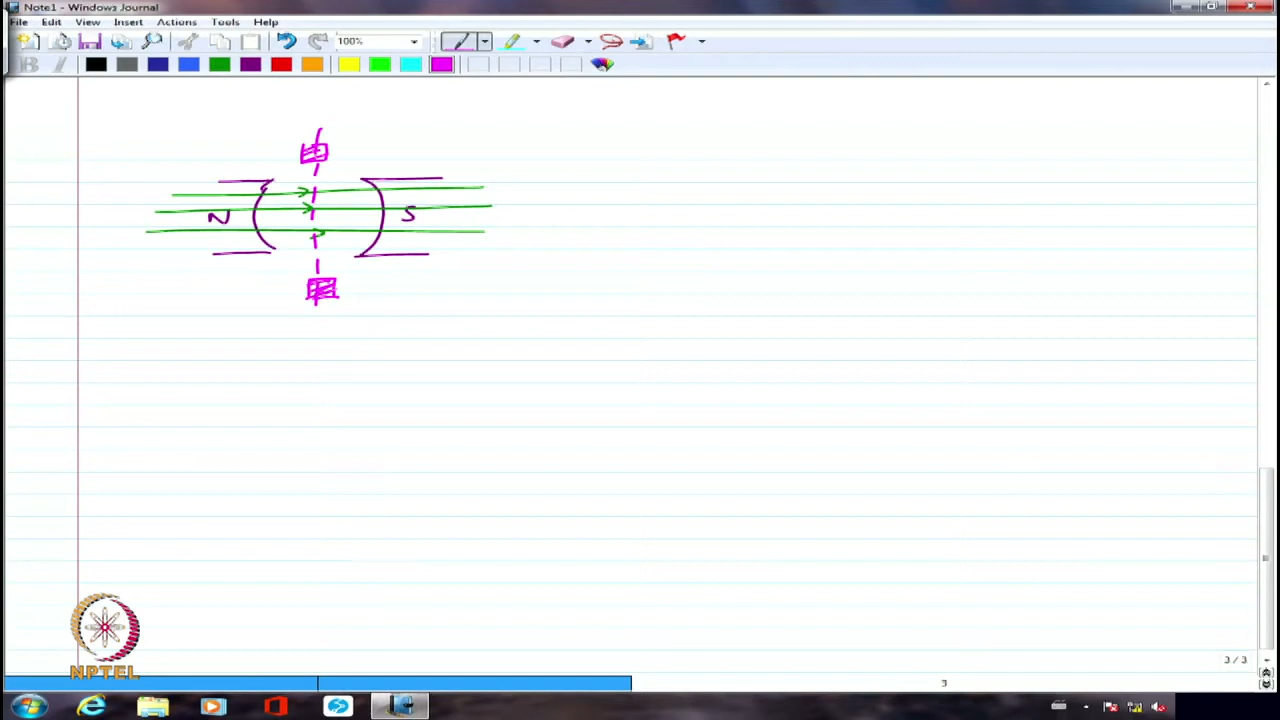 Note1 - Windows Journal
File Edit View Insert Actions Tools Help
100%
B I
N S
3 / 3
NPTEL
3